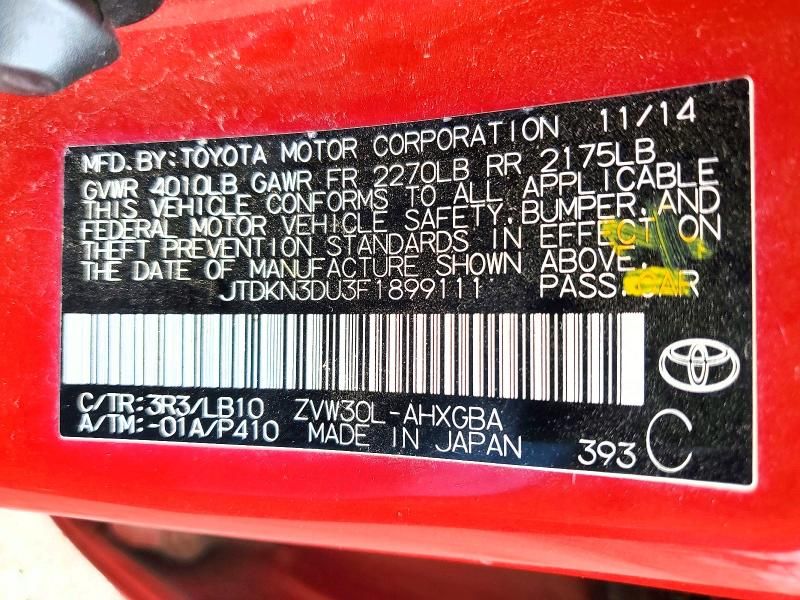 MFD. BY: TOYOTA MOTOR CORPORATION 11/14
GVWR 4010LB GAWR FR 2270LB RR 2175LB
THIS VEHICLE CONFORMS TO ALL APPLICABLE
FEDERAL MOTOR VEHICLE SAFETY, BUMPER, AND
THEFT PREVENTION STANDARDS IN EFFECT ON
THE DATE OF MANUFACTURE SHOWN ABOVE.
JTDKN3DU3F1899111 PASS. CAR
C/TR: 3R3/LB10 ZVW30L-AHXGBA
A/TM: -01A/P410 MADE IN JAPAN 393 C